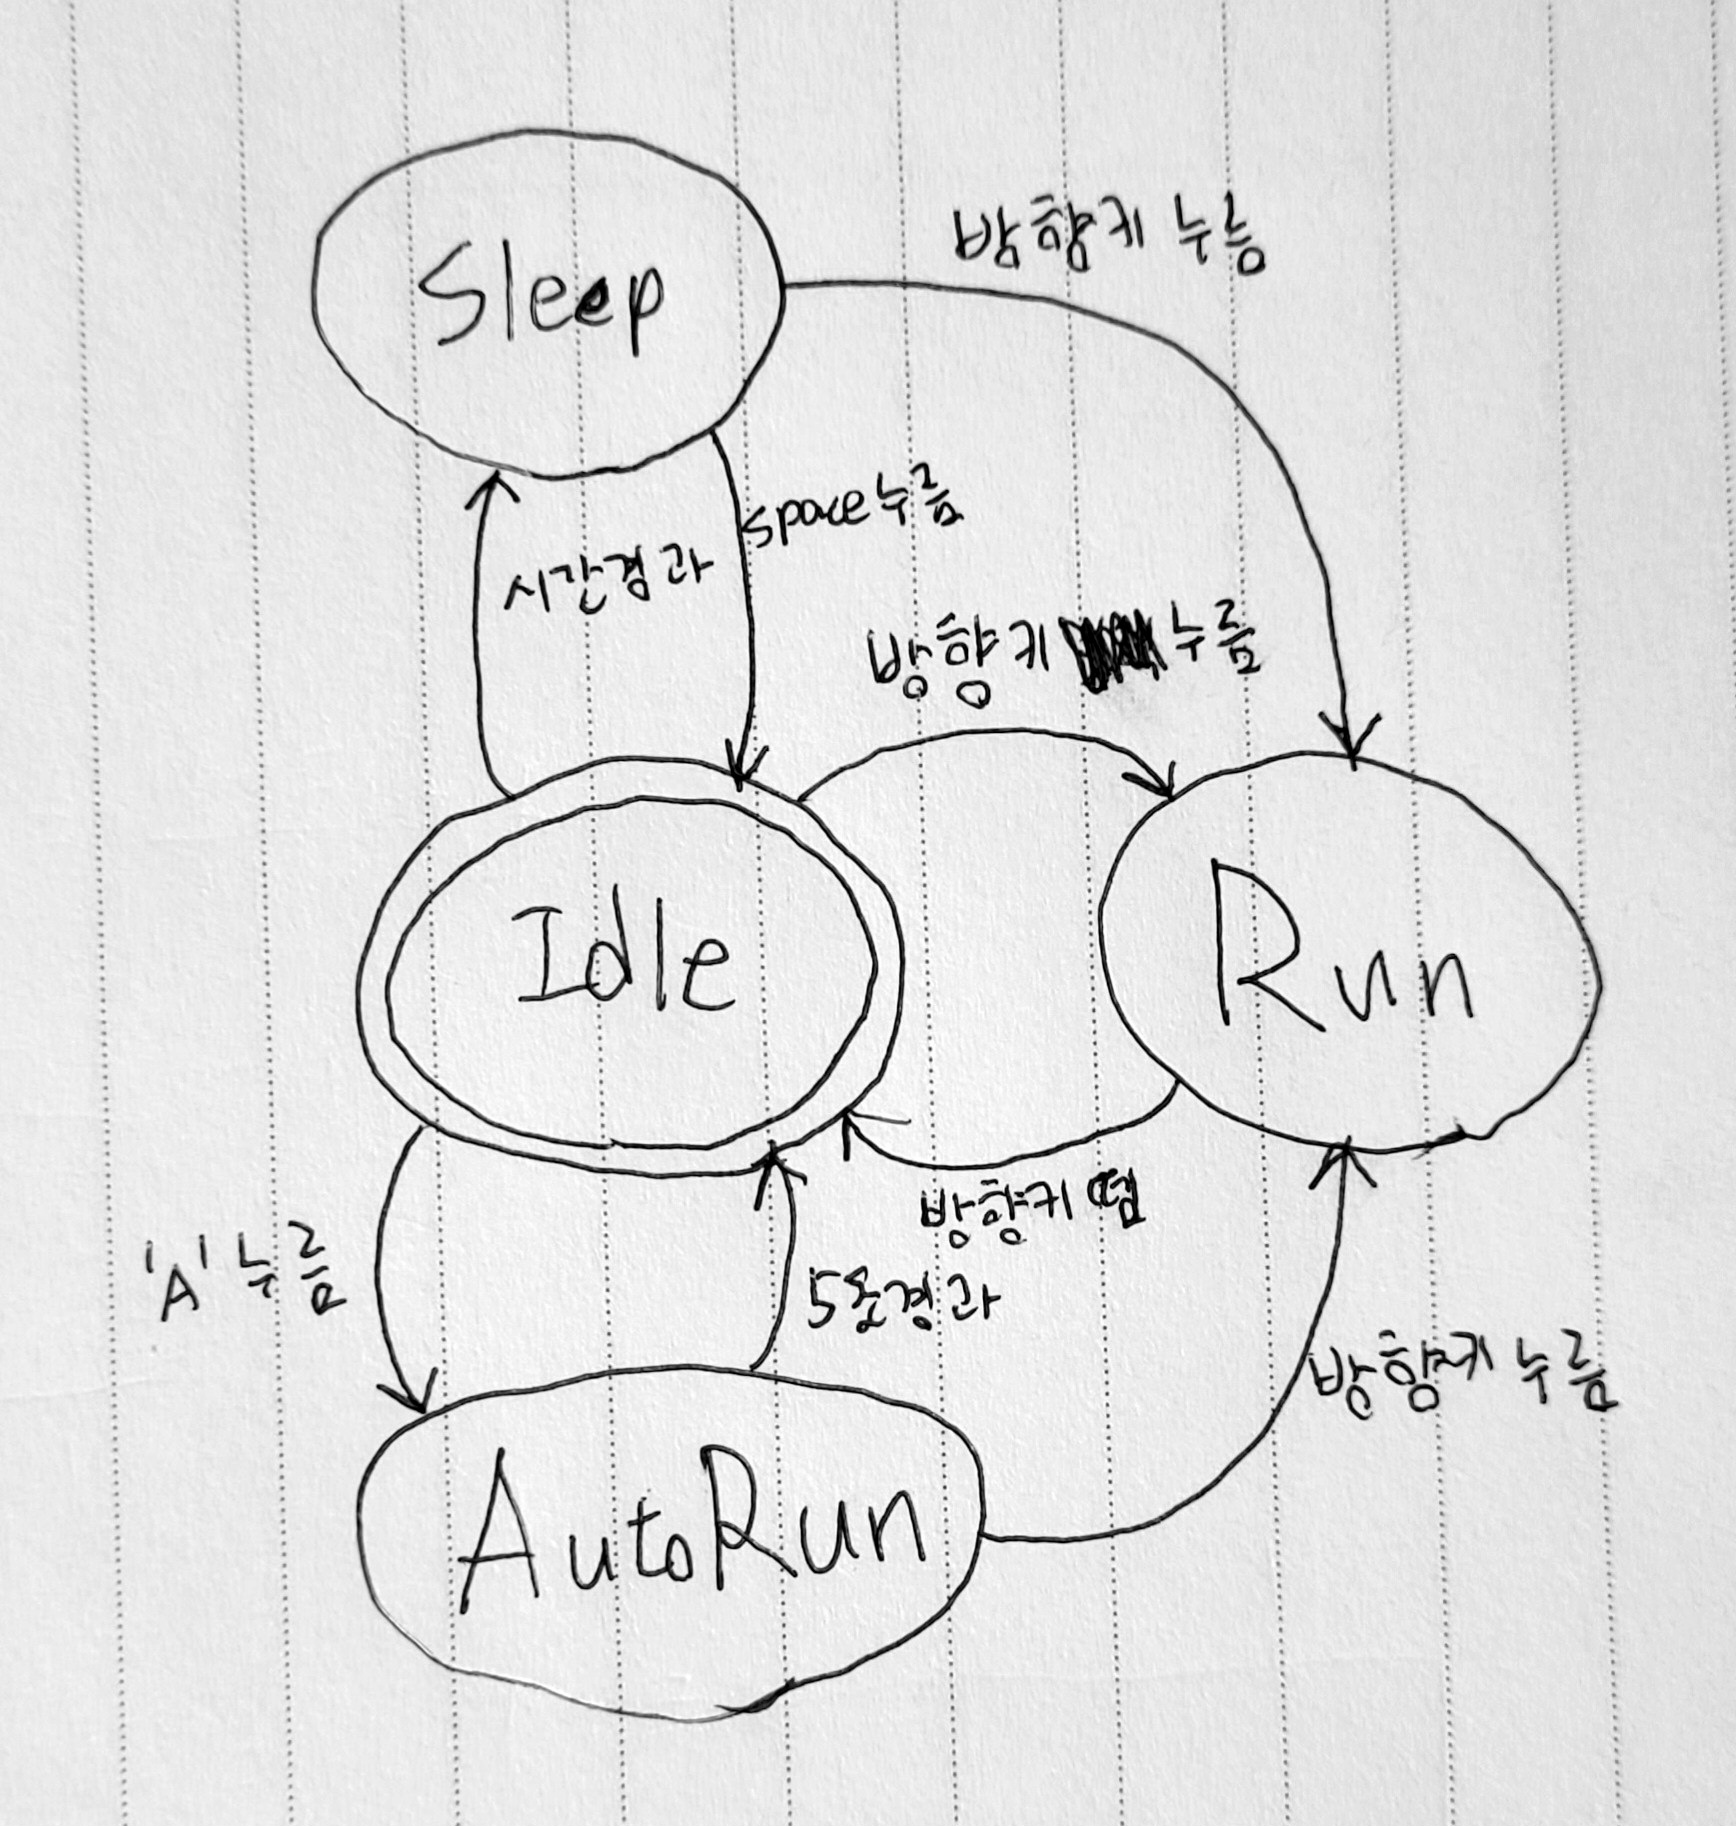 방향키 누름
Sleep
space 누름
시간경과
방향키 누름
Idle
Run
방향키 뗌
'A' 누름
5초경과
방향키 누름
AutoRun